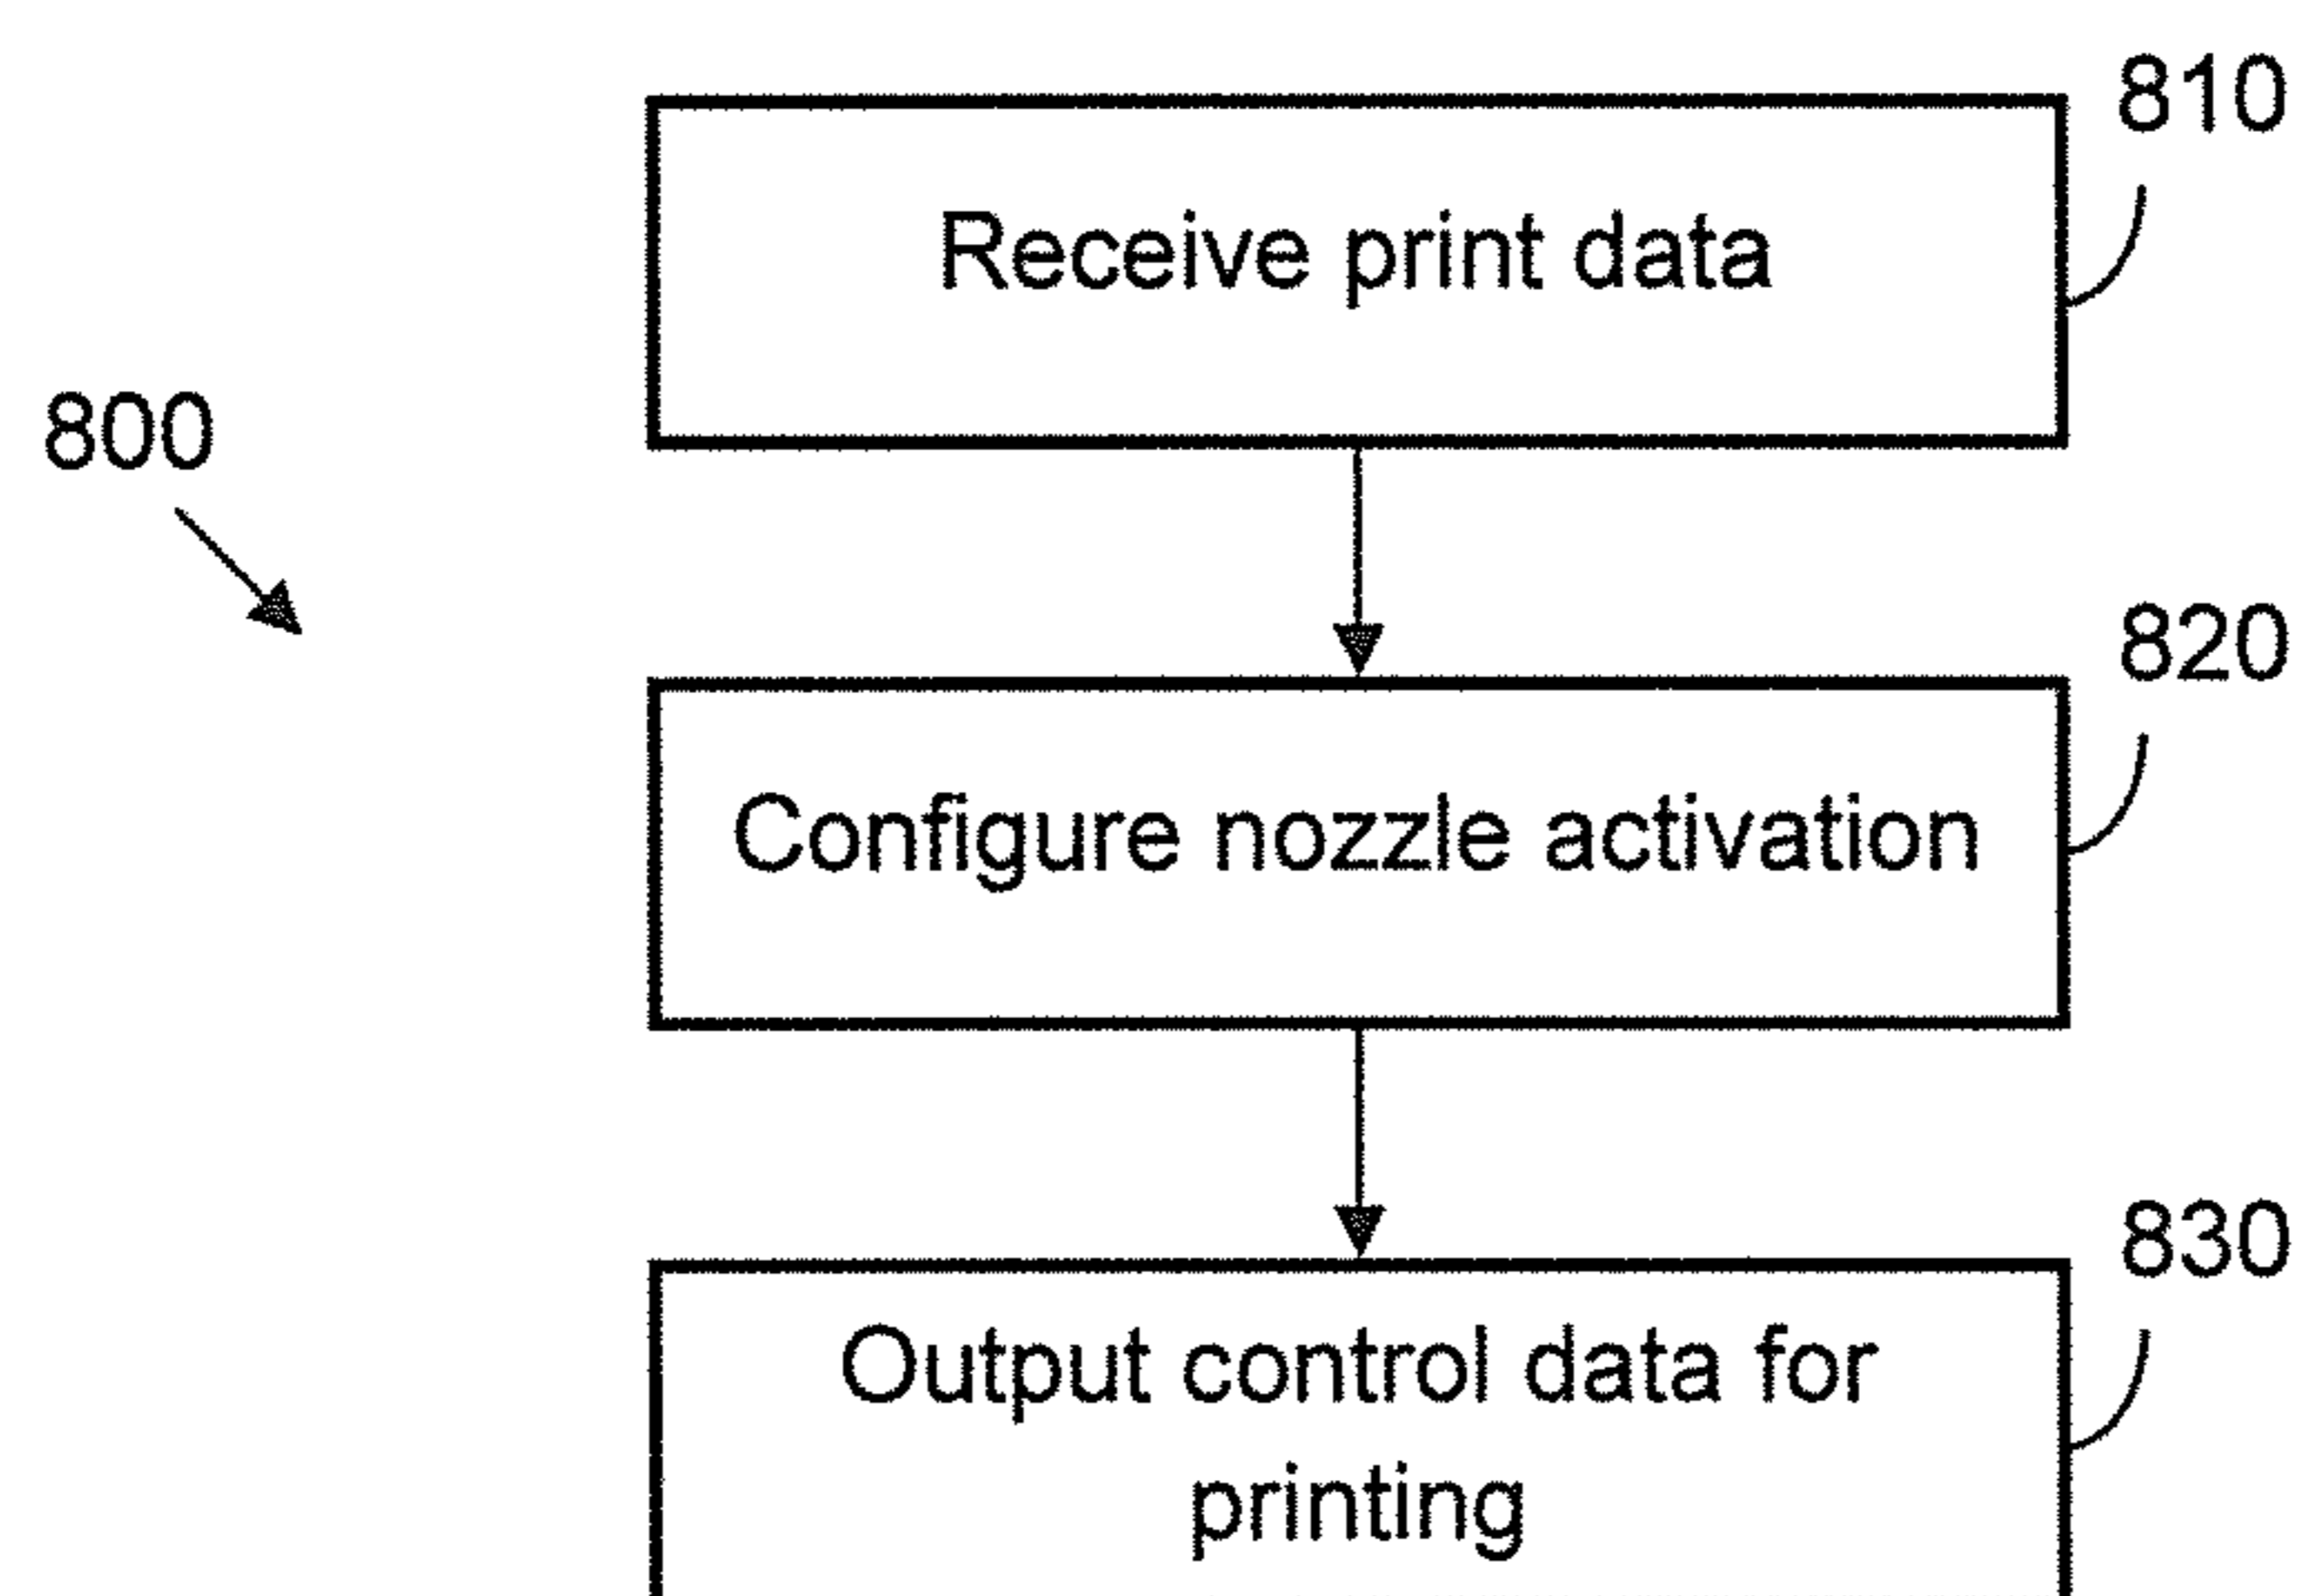 810
Receive print data
800
820
Configure nozzle activation
830
Output control data for
printing